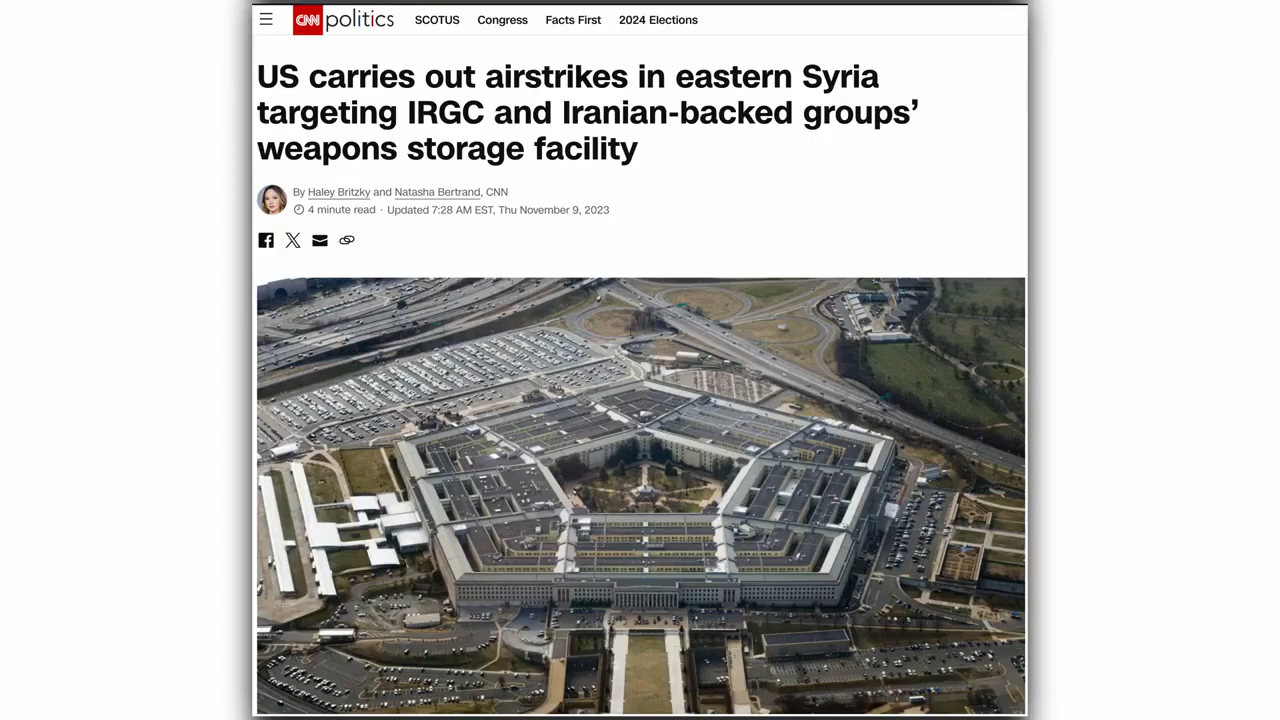 CNN politics SCOTUS Congress Facts First 2024 Elections
US carries out airstrikes in eastern Syria
targeting IRGC and Iranian-backed groups’
weapons storage facility
By Haley Britzky and Natasha Bertrand, CNN
4 minute read · Updated 7:28 AM EST, Thu November 9, 2023